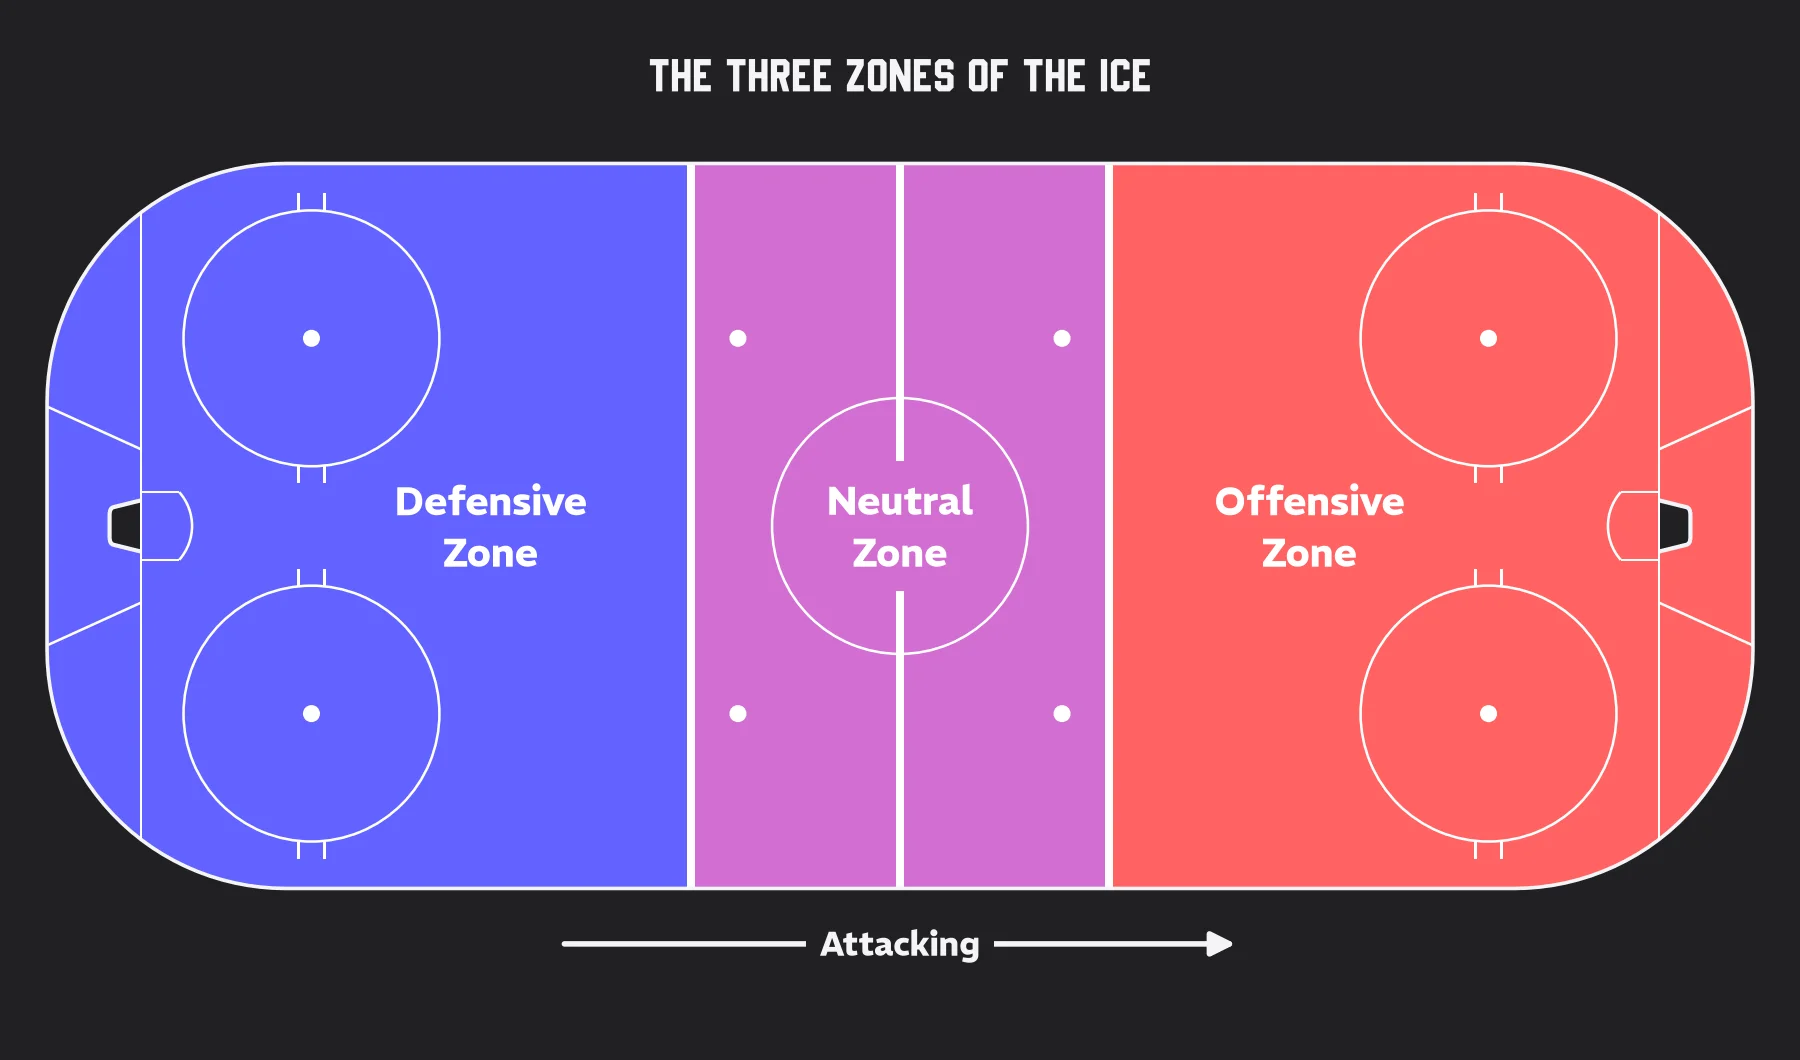 THE THREE ZONES OF THE ICE
Defensive
Zone
Neutral
Zone
Offensive
Zone
Attacking